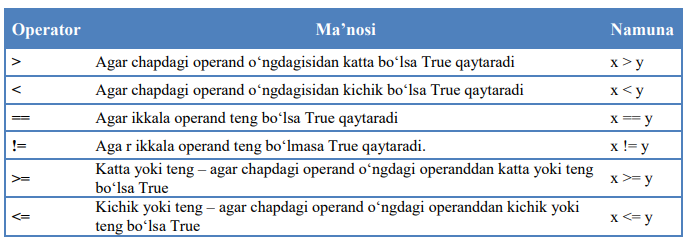 Operator Ma’nosi Namuna
> Agar chapdagi operand o‘ngdagisidan katta bo‘lsa True qaytaradi x > y
< Agar chapdagi operand o‘ngdagisidan kichik bo‘lsa True qaytaradi x < y
== Agar ikkala operand teng bo‘lsa True qaytaradi x == y
!= Aga r ikkala operand teng bo‘lmasa True qaytaradi. x != y
>= Katta yoki teng – agar chapdagi operand o‘ngdagi operanddan katta yoki teng x >= y
bo‘lsa True
<= Kichik yoki teng – agar chapdagi operand o‘ngdagi operanddan kichik yoki x <= y
teng bo‘lsa True